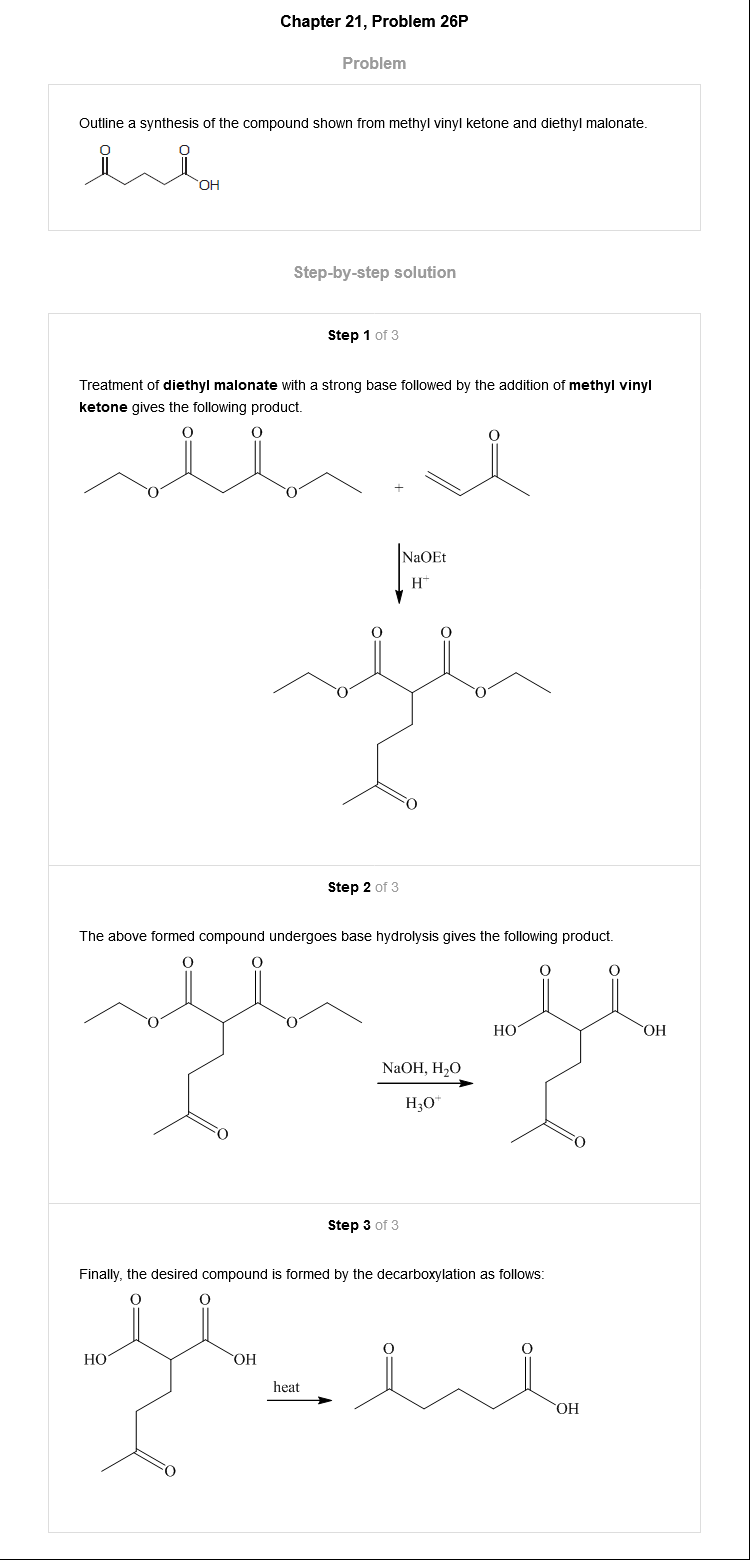 Chapter 21, Problem 26P
Problem
Outline a synthesis of the compound shown from methyl vinyl ketone and diethyl malonate.
O O
OH
Step-by-step solution
Step 1 of 3
Treatment of diethyl malonate with a strong base followed by the addition of methyl vinyl
ketone gives the following product.
O O O
O O +
NaOEt
H⁺
O O
O O
O
Step 2 of 3
The above formed compound undergoes base hydrolysis gives the following product.
O O O O
O O HO OH
NaOH, H₂O
H₃O⁺
O O
Step 3 of 3
Finally, the desired compound is formed by the decarboxylation as follows:
O O
O O
HO OH
heat
OH
O